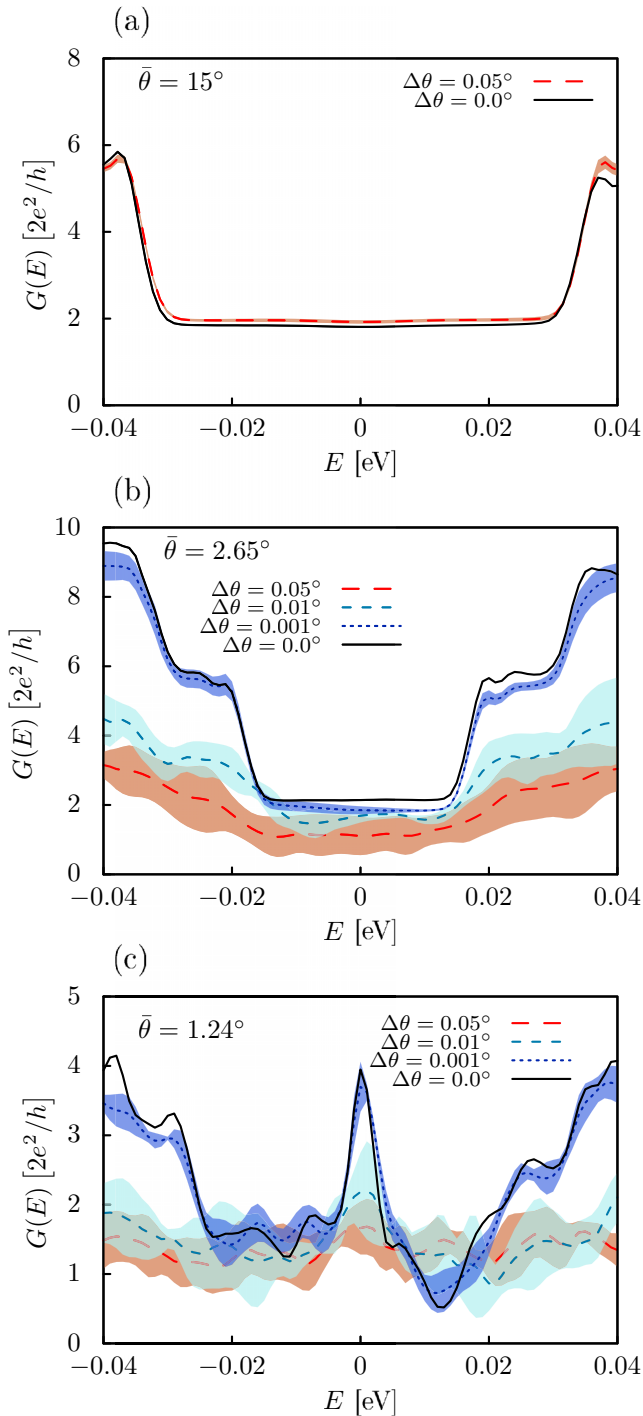 (a)
θ̄ = 15°
Δθ = 0.05°
Δθ = 0.0°
G(E) [2e²/h]
8
6
4
2
0
−0.04 −0.02 0 0.02 0.04
E [eV]
(b)
θ̄ = 2.65°
Δθ = 0.05°
Δθ = 0.01°
Δθ = 0.001°
Δθ = 0.0°
G(E) [2e²/h]
10
8
6
4
2
0
−0.04 −0.02 0 0.02 0.04
E [eV]
(c)
θ̄ = 1.24°
Δθ = 0.05°
Δθ = 0.01°
Δθ = 0.001°
Δθ = 0.0°
G(E) [2e²/h]
5
4
3
2
1
0
−0.04 −0.02 0 0.02 0.04
E [eV]